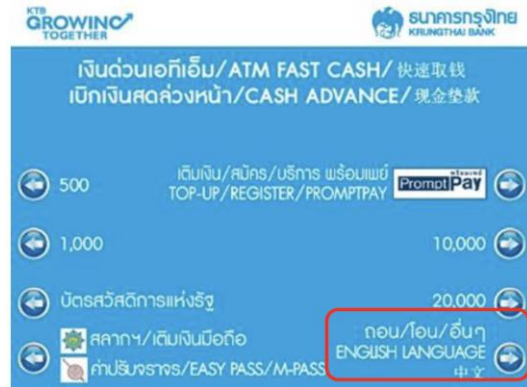 KTB
GROWING
TOGETHER
ธนาคารกรุงไทย
KRUNGTHAI BANK
เงินด่วนเอทีเอ็ม/ATM FAST CASH/快速取钱
เบิกเงินสดล่วงหน้า/CASH ADVANCE/现金垫款
500
เติมเงิน/สมัคร/บริการ พร้อมเพย์
TOP-UP/REGISTER/PROMPTPAY
พร้อมเพย์
PromptPay
1,000
10,000
บัตรสวัสดิการแห่งรัฐ
20,000
สลากฯ/เติมเงินมือถือ
ค่าปรับจราจร/EASY PASS/M-PASS
ถอน/โอน/อื่นๆ
ENGLISH LANGUAGE
中文